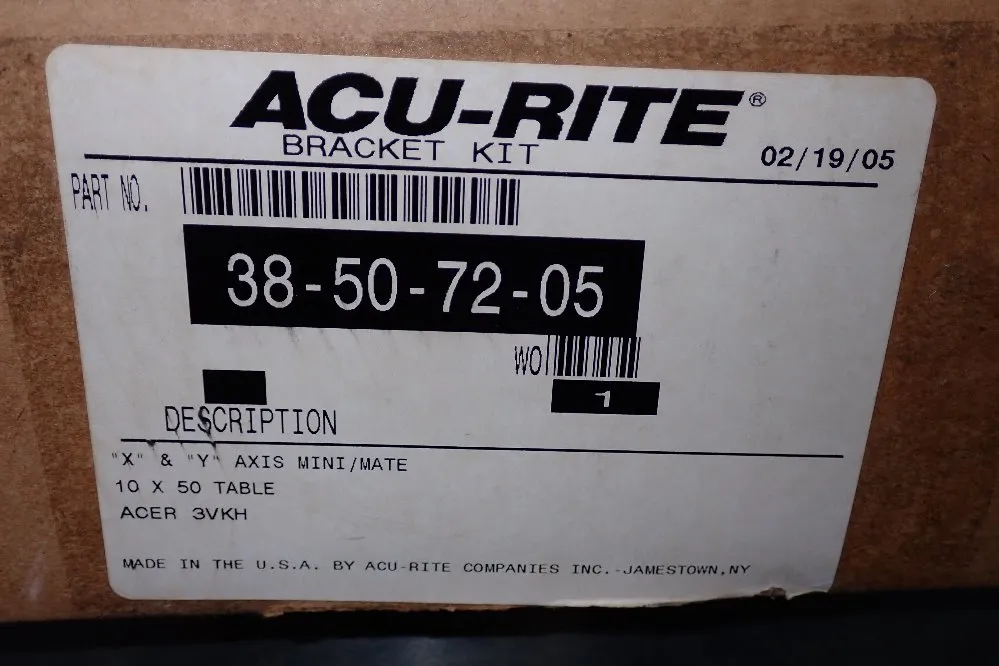 ACU-RITE®
BRACKET KIT
02/19/05
PART NO.
38-50-72-05
WO
1
DESCRIPTION
"X" & "Y" AXIS MINI/MATE
10 X 50 TABLE
ACER 3VKH
MADE IN THE U.S.A. BY ACU-RITE COMPANIES INC.-JAMESTOWN,NY